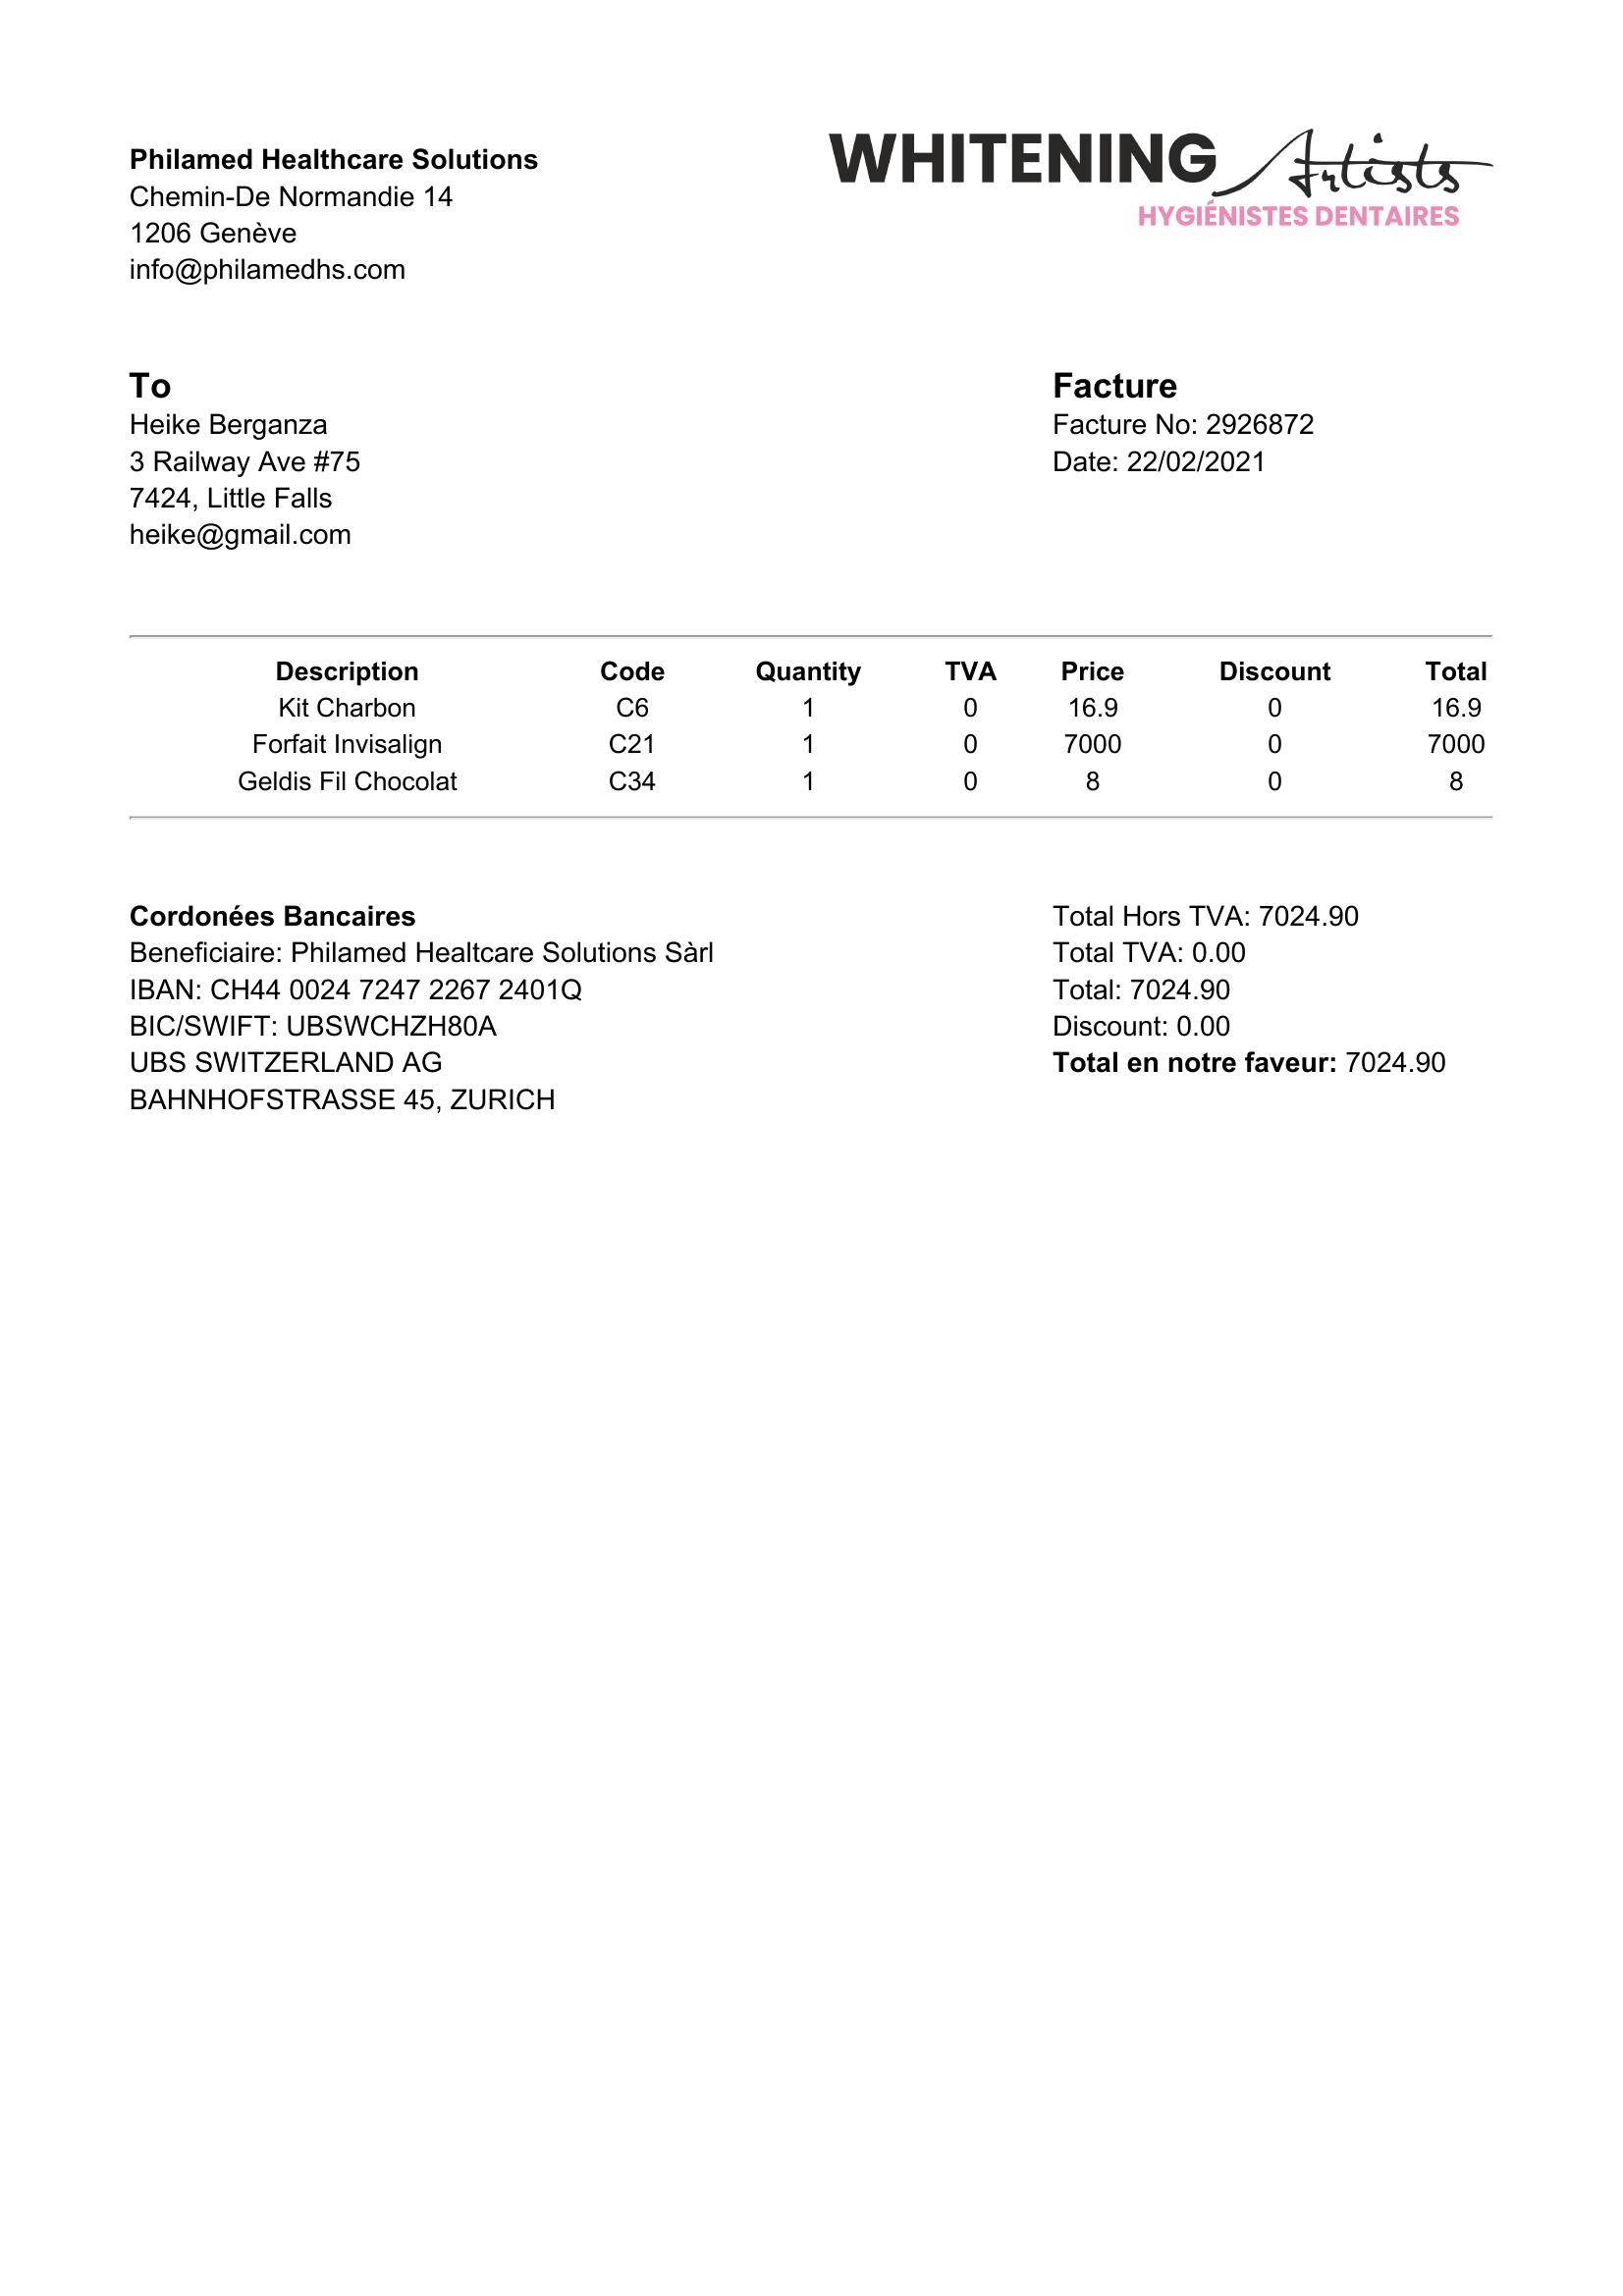 Philamed Healthcare Solutions
Chemin-De Normandie 14
1206 Genève
info@philamedhs.com
WHITENING Artists
HYGIÉNISTES DENTAIRES
To
Heike Berganza
3 Railway Ave #75
7424, Little Falls
heike@gmail.com
Facture
Facture No: 2926872
Date: 22/02/2021
Description Code Quantity TVA Price Discount Total
Kit Charbon C6 1 0 16.9 0 16.9
Forfait Invisalign C21 1 0 7000 0 7000
Geldis Fil Chocolat C34 1 0 8 0 8
Cordonées Bancaires
Beneficiaire: Philamed Healtcare Solutions Sàrl
IBAN: CH44 0024 7247 2267 2401Q
BIC/SWIFT: UBSWCHZH80A
UBS SWITZERLAND AG
BAHNHOFSTRASSE 45, ZURICH
Total Hors TVA: 7024.90
Total TVA: 0.00
Total: 7024.90
Discount: 0.00
Total en notre faveur: 7024.90